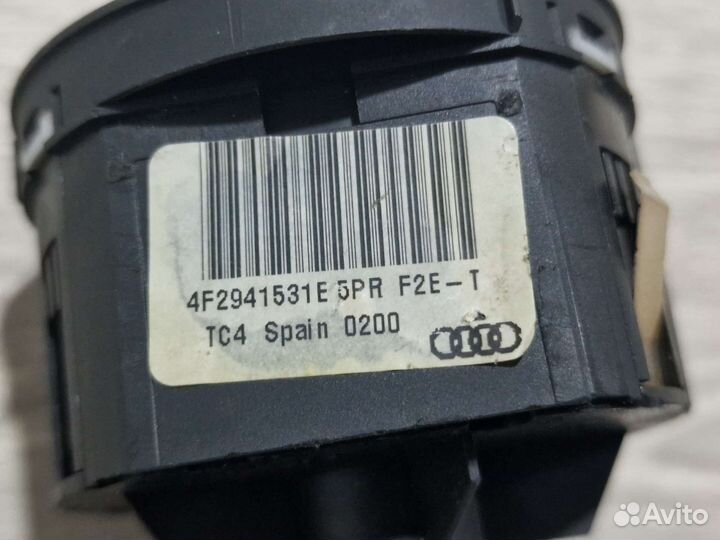 4F2941531E 5PR F2E-T
TC4 Spain 0200
Avito